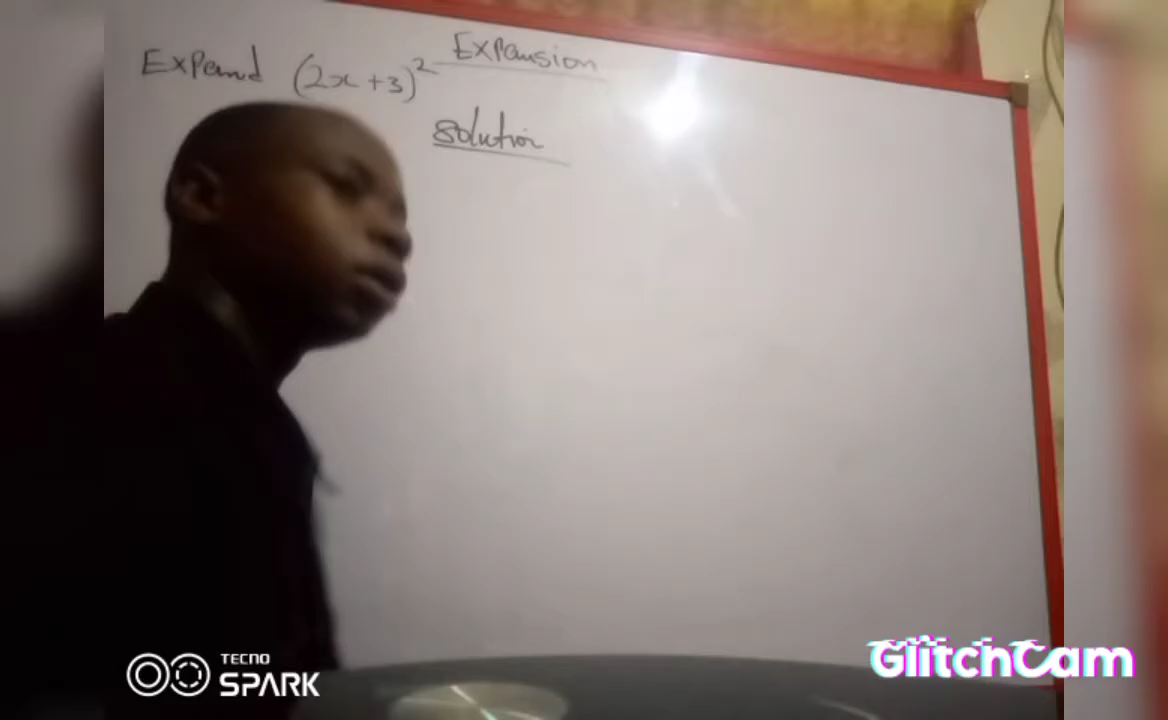 Expansion
Expand (2x+3)²
Solution
TECNO
SPARK
GlitchCam